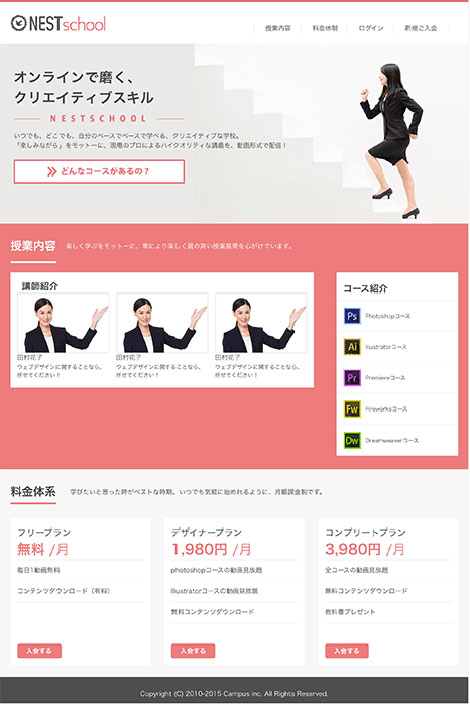 NESTschool
授業内容 料金体制 ログイン 新規ご入会
オンラインで磨く、
クリエイティブスキル
NESTSCHOOL
いつでも、どこでも、自分のペースでペースで学べる、クリエイティブな学校。
「楽しみながら」をモットーに、現場のプロによるハイクオリティな講義を、動画形式で配信！
どんなコースがあるの？
授業内容 楽しく学ぶをモットーに、常により楽しく質の高い授業展開を心がけています。
講師紹介
田村花子 田村花子 田村花子
ウェブデザインに関することなら、 ウェブデザインに関することなら、 ウェブデザインに関することなら、
任せてください！ 任せてください！ 任せてください！
コース紹介
Ps Photoshopコース
Ai Illustratorコース
Pr Premiereコース
Fw Fireworksコース
Dw Dreamweaverコース
料金体系 学びたいと思った時がベストな時期。いつでも気軽に始めれるように、月額課金制です。
フリープラン
無料 /月
毎日1動画無料
コンテンツダウンロード（有料）
入会する
デザイナープラン
1,980円 /月
photoshopコースの動画見放題
Illustratorコースの動画見放題
無料コンテンツダウンロード
入会する
コンプリートプラン
3,980円 /月
全コースの動画見放題
無料コンテンツダウンロード
教科書プレゼント
入会する
Copyright (C) 2010-2015 Campus inc. All Rights Reserved.